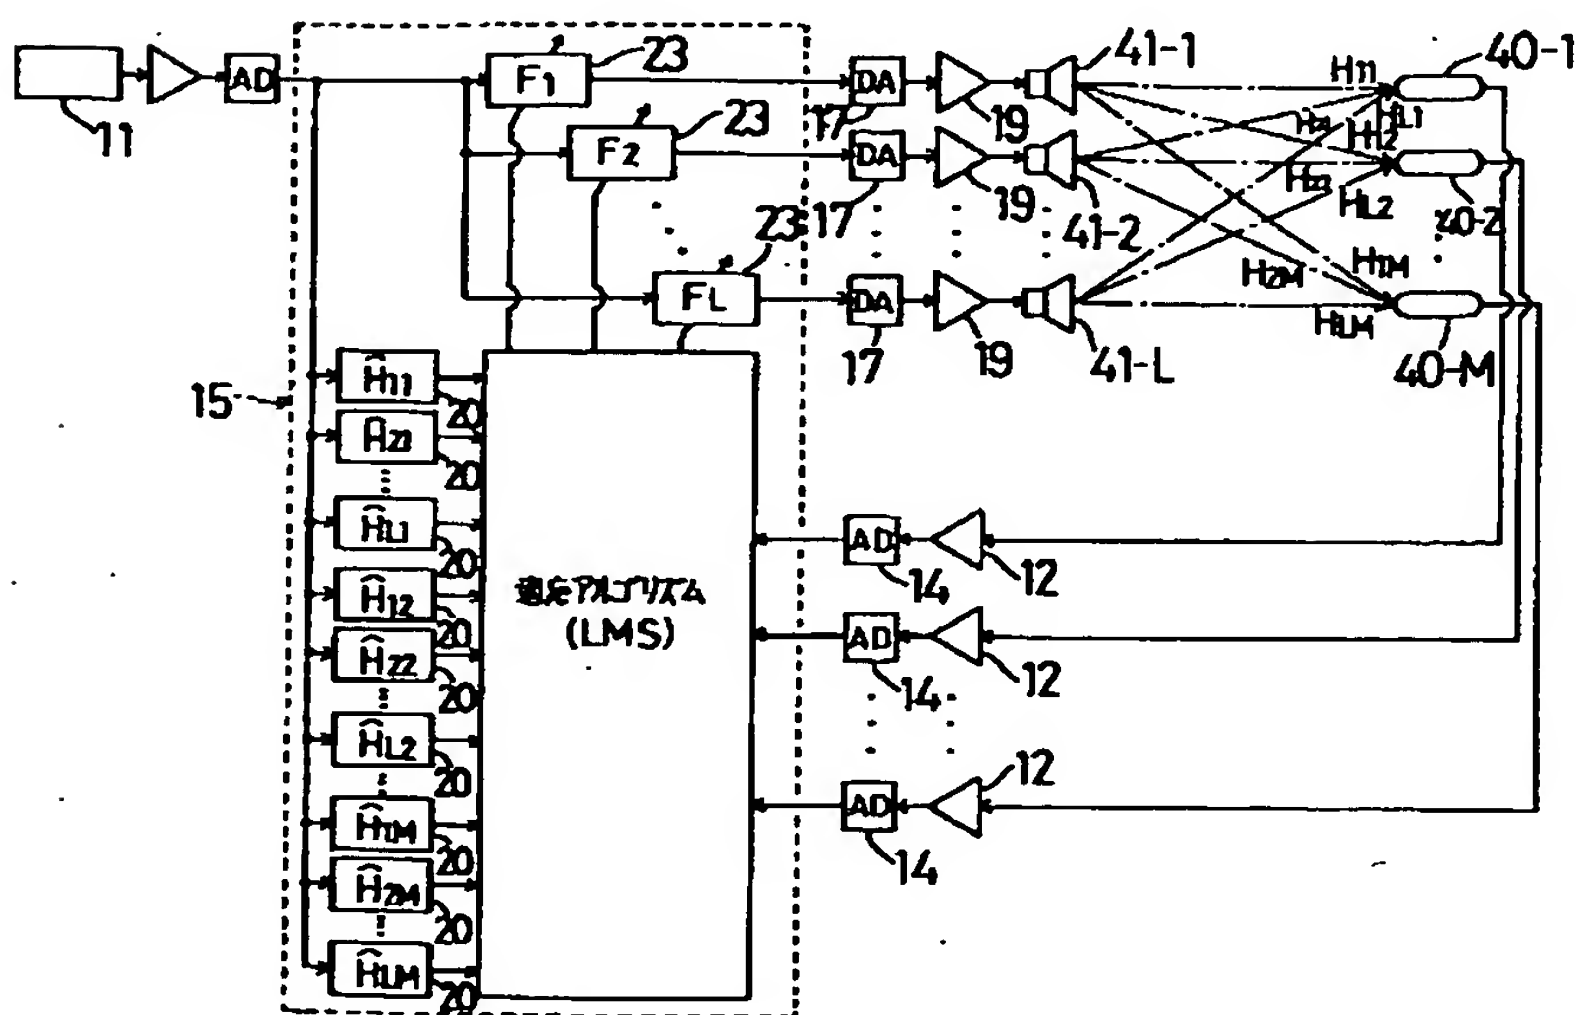 11
AD
F1
23
DA
17
19
41-1
H11
40-1
HL1
F2
23
DA
17
19
41-2
H22
HL2
40-2
FL
23
DA
17
19
41-L
H2M
H1M
HLM
40-M
15
Ĥ11
20
Ĥ21
20
ĤL1
20
Ĥ12
20
Ĥ22
20
ĤL2
20
Ĥ1M
20
Ĥ2M
20
ĤLM
20
適応アルゴリズム
(LMS)
AD
14
12
AD
14
12
AD
14
12